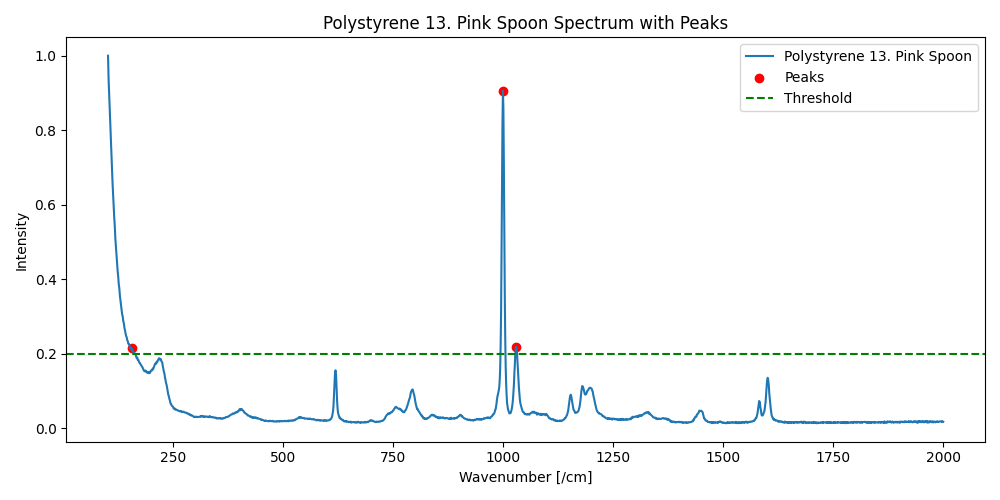 Polystyrene 13. Pink Spoon Spectrum with Peaks
Polystyrene 13. Pink Spoon
Peaks
Threshold
Intensity
1.0
0.8
0.6
0.4
0.2
0.0
250 500 750 1000 1250 1500 1750 2000
Wavenumber [/cm]